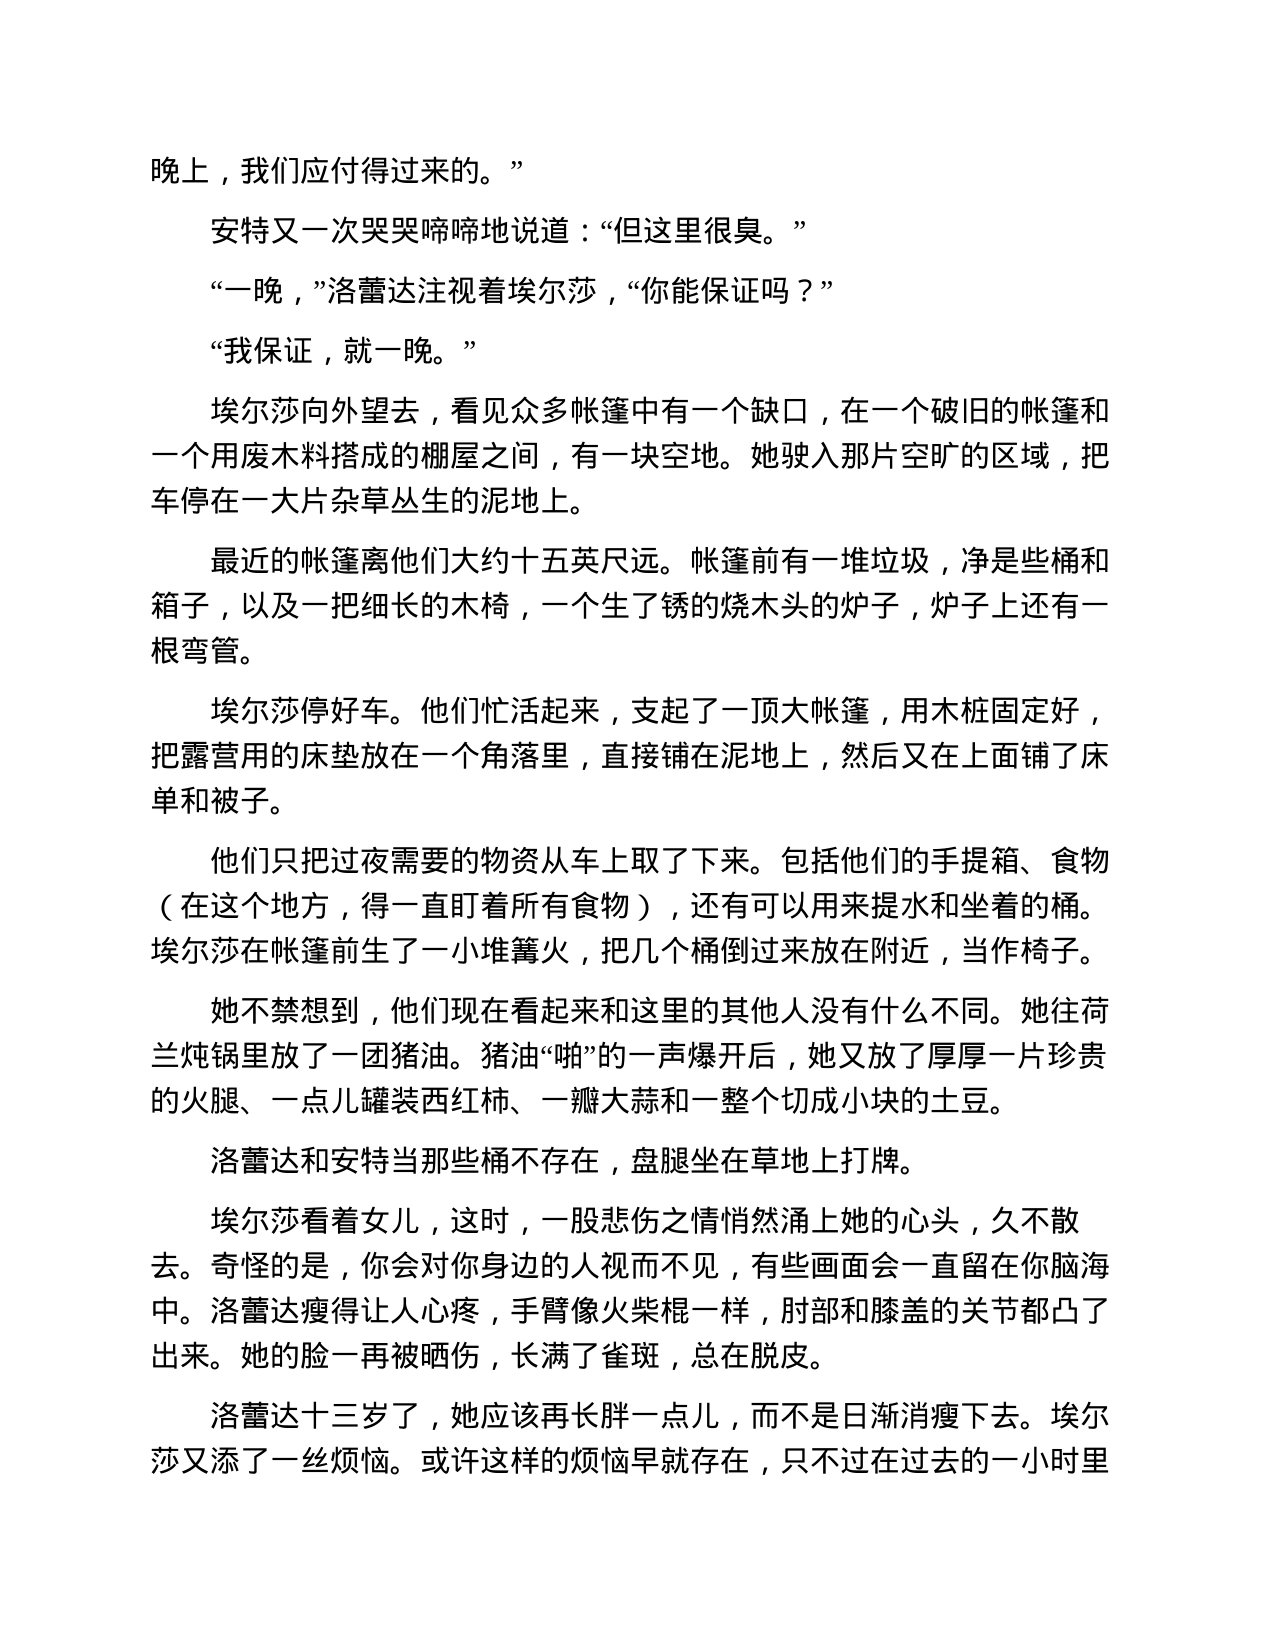 晚上，我们应付得过来的。”
安特又一次哭哭啼啼地说道：“但这里很臭。”
“一晚，”洛蕾达注视着埃尔莎，“你能保证吗？”
“我保证，就一晚。”
埃尔莎向外望去，看见众多帐篷中有一个缺口，在一个破旧的帐篷和
一个用废木料搭成的棚屋之间，有一块空地。她驶入那片空旷的区域，把
车停在一大片杂草丛生的泥地上。
最近的帐篷离他们大约十五英尺远。帐篷前有一堆垃圾，净是些桶和
箱子，以及一把细长的木椅，一个生了锈的烧木头的炉子，炉子上还有一
根弯管。
埃尔莎停好车。他们忙活起来，支起了一顶大帐篷，用木桩固定好，
把露营用的床垫放在一个角落里，直接铺在泥地上，然后又在上面铺了床
单和被子。
他们只把过夜需要的物资从车上取了下来。包括他们的手提箱、食物
（在这个地方，得一直盯着所有食物），还有可以用来提水和坐着的桶。
埃尔莎在帐篷前生了一小堆篝火，把几个桶倒过来放在附近，当作椅子。
她不禁想到，他们现在看起来和这里的其他人没有什么不同。她往荷
兰炖锅里放了一团猪油。猪油“啪”的一声爆开后，她又放了厚厚一片珍贵
的火腿、一点儿罐装西红柿、一瓣大蒜和一整个切成小块的土豆。
洛蕾达和安特当那些桶不存在，盘腿坐在草地上打牌。
埃尔莎看着女儿，这时，一股悲伤之情悄然涌上她的心头，久不散
去。奇怪的是，你会对你身边的人视而不见，有些画面会一直留在你脑海
中。洛蕾达瘦得让人心疼，手臂像火柴棍一样，肘部和膝盖的关节都凸了
出来。她的脸一再被晒伤，长满了雀斑，总在脱皮。
洛蕾达十三岁了，她应该再长胖一点儿，而不是日渐消瘦下去。埃尔
莎又添了一丝烦恼。或许这样的烦恼早就存在，只不过在过去的一小时里